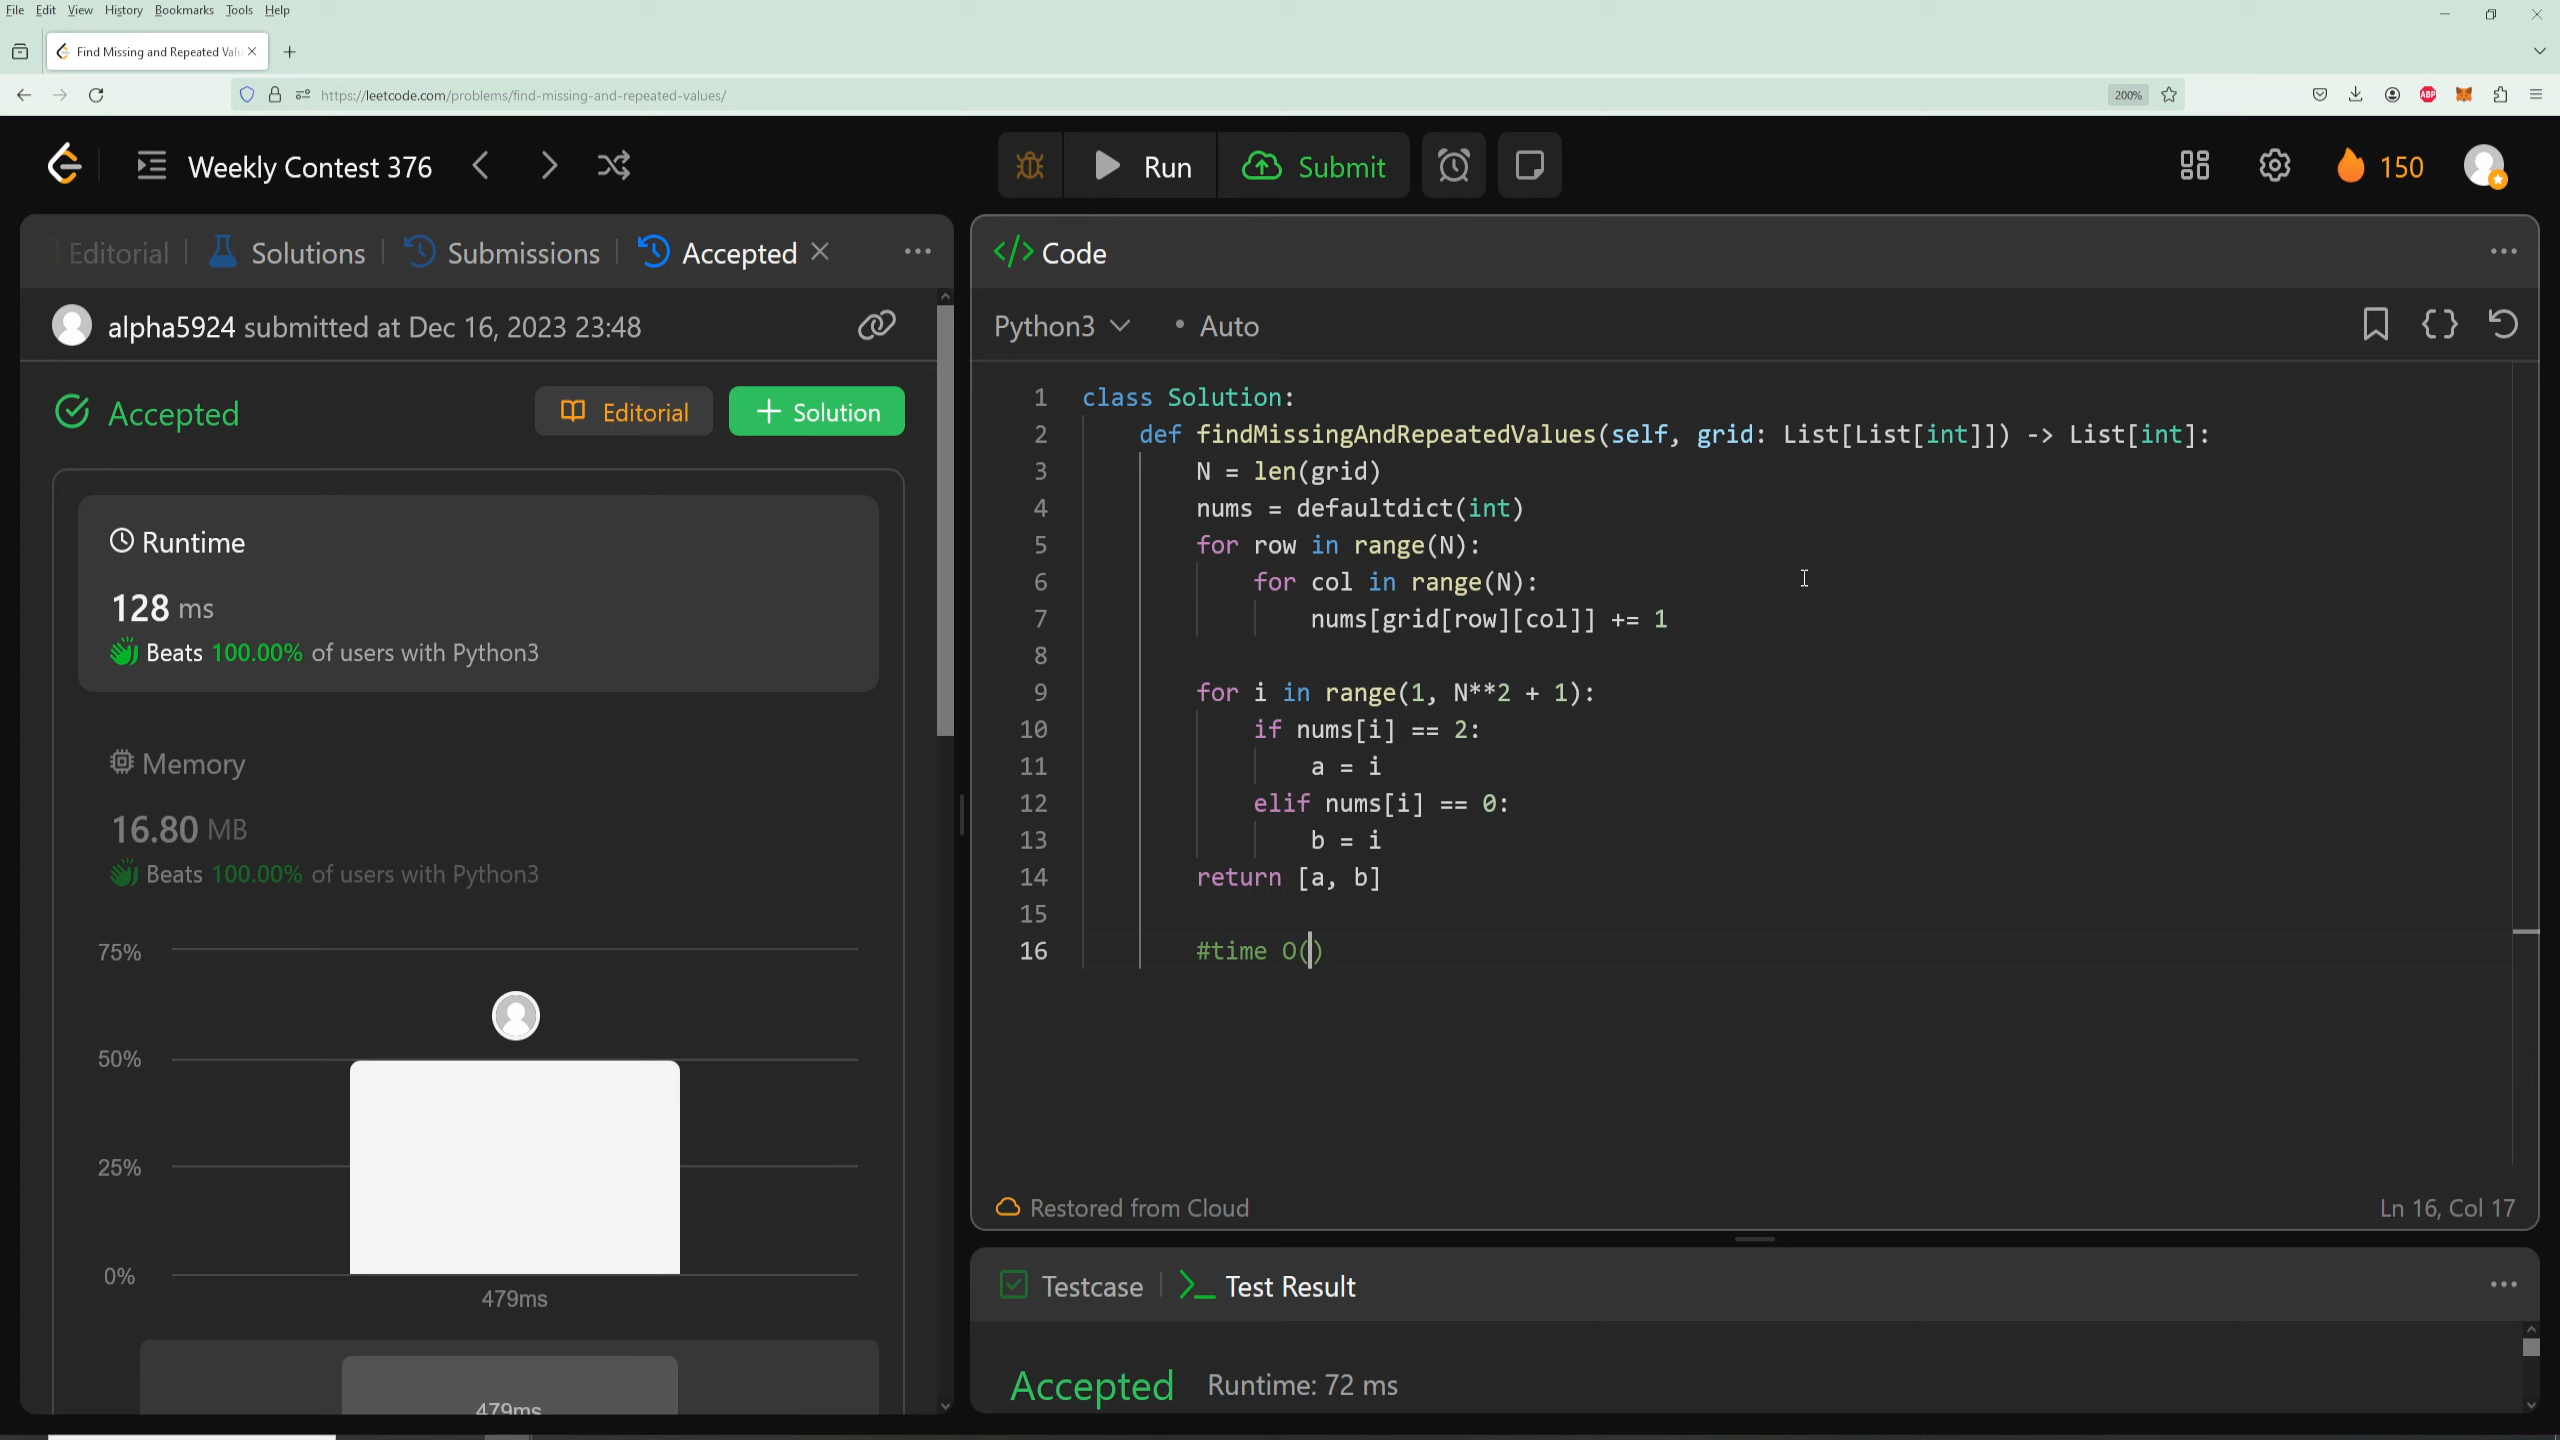 File Edit View History Bookmarks Tools Help
Find Missing and Repeated Valu
https://leetcode.com/problems/find-missing-and-repeated-values/
200%
ABP
Weekly Contest 376
Run
Submit
150
Editorial
Solutions
Submissions
Accepted
alpha5924 submitted at Dec 16, 2023 23:48
Accepted
Editorial
+ Solution
Runtime
128 ms
Beats 100.00% of users with Python3
Memory
16.80 MB
Beats 100.00% of users with Python3
75%
50%
25%
0%
479ms
479ms
</> Code
Python3
• Auto
1 class Solution:
2 def findMissingAndRepeatedValues(self, grid: List[List[int]]) -> List[int]:
3 N = len(grid)
4 nums = defaultdict(int)
5 for row in range(N):
6 for col in range(N):
7 nums[grid[row][col]] += 1
8
9 for i in range(1, N**2 + 1):
10 if nums[i] == 2:
11 a = i
12 elif nums[i] == 0:
13 b = i
14 return [a, b]
15
16 #time O()
Restored from Cloud
Ln 16, Col 17
Testcase
Test Result
Accepted
Runtime: 72 ms